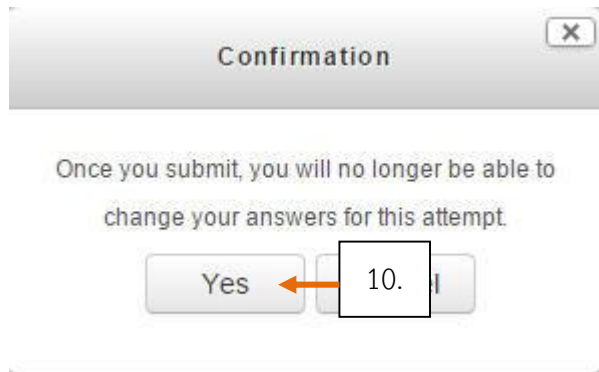 Confirmation
Once you submit, you will no longer be able to
change your answers for this attempt.
Yes
10.